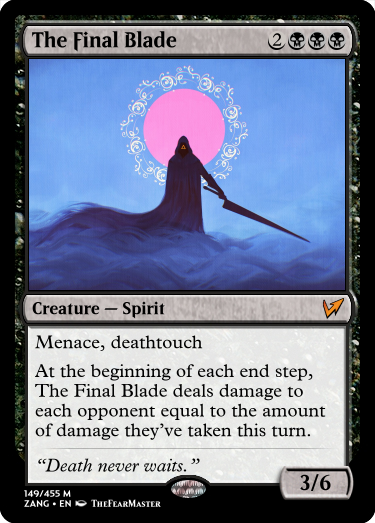 The Final Blade 2
Creature — Spirit
Menace, deathtouch
At the beginning of each end step,
The Final Blade deals damage to
each opponent equal to the amount
of damage they've taken this turn.
“Death never waits.”
3/6
149/455 M
ZANG • EN TheFearMaster